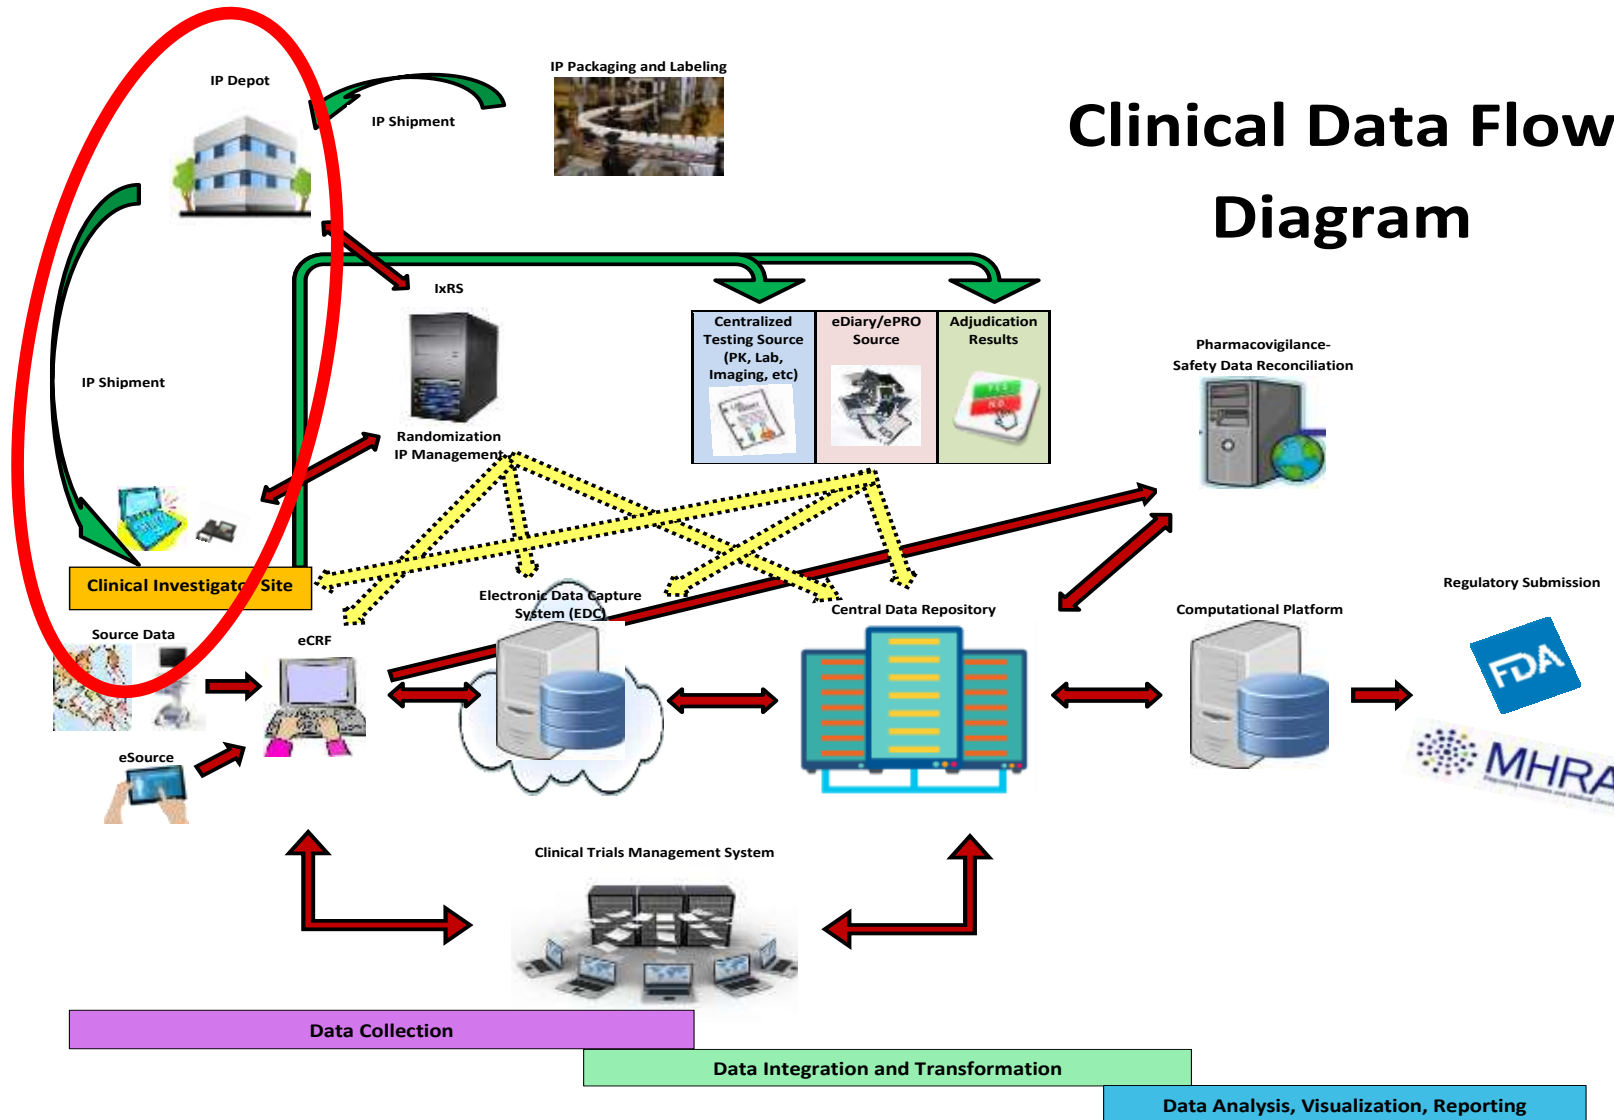 Clinical Data Flow
Diagram
IP Depot
IP Packaging and Labeling
IP Shipment
IP Shipment
IxRS
Randomization
IP Management
Centralized
Testing Source
(PK, Lab,
Imaging, etc)
eDiary/ePRO
Source
Adjudication
Results
YES
NO
Pharmacovigilance-
Safety Data Reconciliation
Clinical Investigator Site
Source Data
eCRF
eSource
Electronic Data Capture
System (EDC)
Central Data Repository
Computational Platform
Regulatory Submission
FDA
MHRA
Clinical Trials Management System
Data Collection
Data Integration and Transformation
Data Analysis, Visualization, Reporting